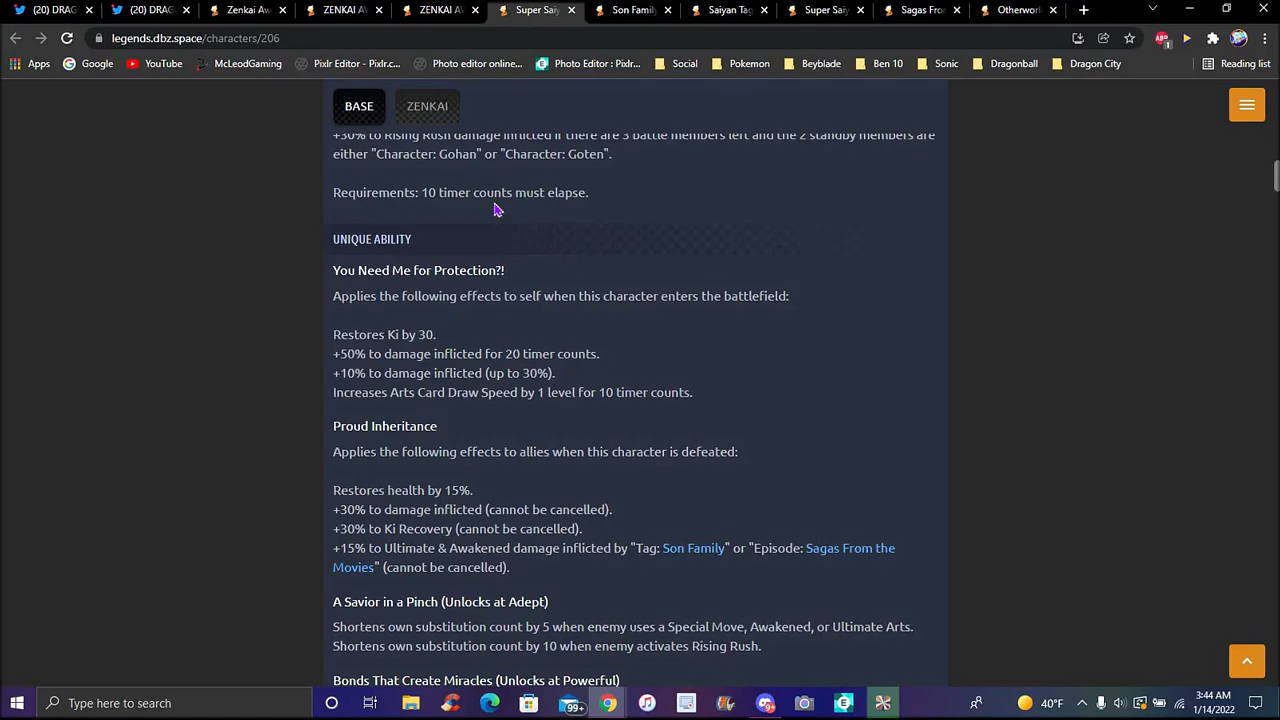 (20) DRAG
(20) DRAG
Zenkai Aw
ZENKAI AV
ZENKAI AV
Super Saiy
Son Family
Saiyan Tag
Super Saiy
Sagas Fro
Otherwor
legends.dbz.space/characters/206
Apps
Google
YouTube
McLeodGaming
Pixlr Editor - Pixlr.c...
Photo editor online...
Photo Editor : Pixlr...
Social
Pokemon
Beyblade
Ben 10
Sonic
Dragonball
Dragon City
Reading list
BASE
ZENKAI
+30% to Rising Rush damage inflicted if there are 3 battle members left and the 2 standby members are
either "Character: Gohan" or "Character: Goten".
Requirements: 10 timer counts must elapse.
UNIQUE ABILITY
You Need Me for Protection?!
Applies the following effects to self when this character enters the battlefield:
Restores Ki by 30.
+50% to damage inflicted for 20 timer counts.
+10% to damage inflicted (up to 30%).
Increases Arts Card Draw Speed by 1 level for 10 timer counts.
Proud Inheritance
Applies the following effects to allies when this character is defeated:
Restores health by 15%.
+30% to damage inflicted (cannot be cancelled).
+30% to Ki Recovery (cannot be cancelled).
+15% to Ultimate & Awakened damage inflicted by "Tag: Son Family" or "Episode: Sagas From the
Movies" (cannot be cancelled).
A Savior in a Pinch (Unlocks at Adept)
Shortens own substitution count by 5 when enemy uses a Special Move, Awakened, or Ultimate Arts.
Shortens own substitution count by 10 when enemy activates Rising Rush.
Bonds That Create Miracles (Unlocks at Powerful)
Type here to search
99+
40°F
3:44 AM
1/14/2022